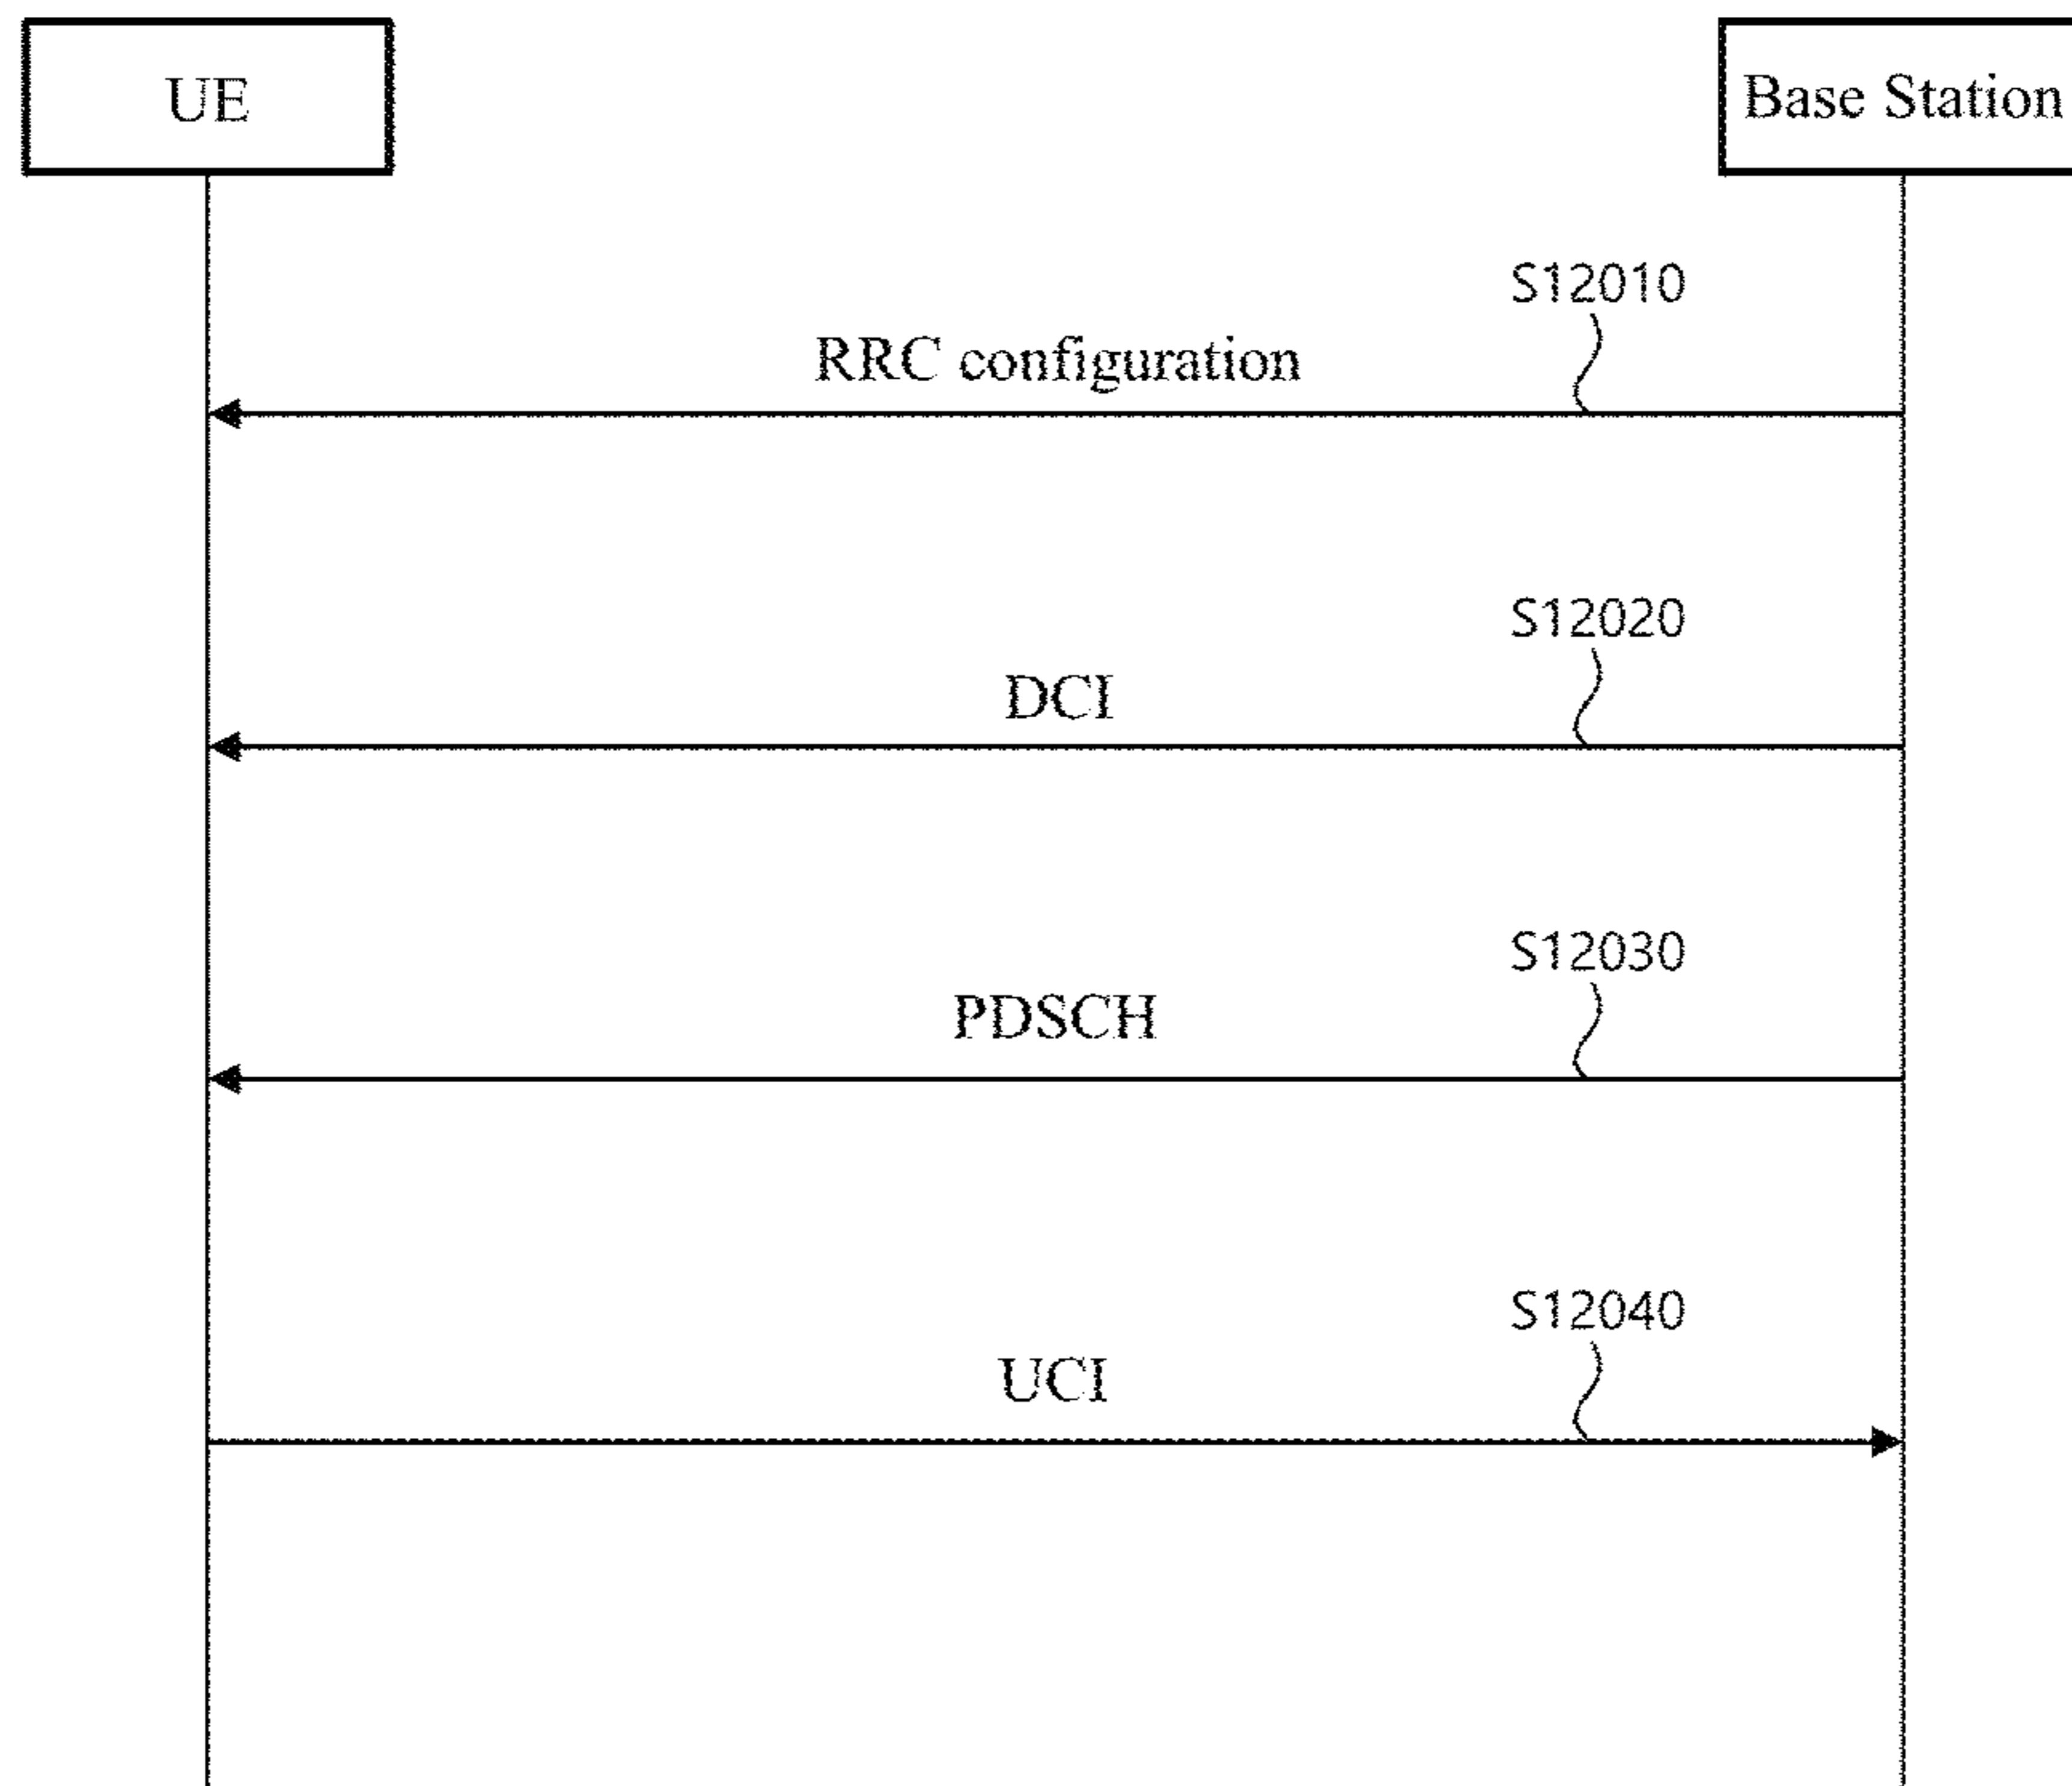 UE
Base Station
S12010
RRC configuration
S12020
DCI
S12030
PDSCH
S12040
UCI